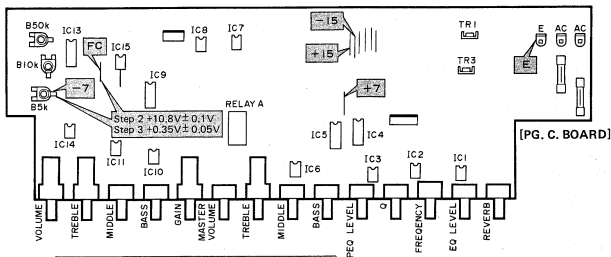 B50k
IC13
FC
IC15
IC8
IC7
-15
+15
TR1
E
AC
AC
B10k
IC9
TR3
E
B5k
-7
+7
RELAY A
Step 2 +10.8V± 0.1V
Step 3 +0.35V± 0.05V
[PG. C. BOARD]
IC14
IC11
IC10
IC5
IC4
IC6
IC3
IC2
IC1
VOLUME
TREBLE
MIDDLE
BASS
GAIN
MASTER
VOLUME
TREBLE
MIDDLE
BASS
PEQ LEVEL
Q
FREQENCY
EQ LEVEL
REVERB